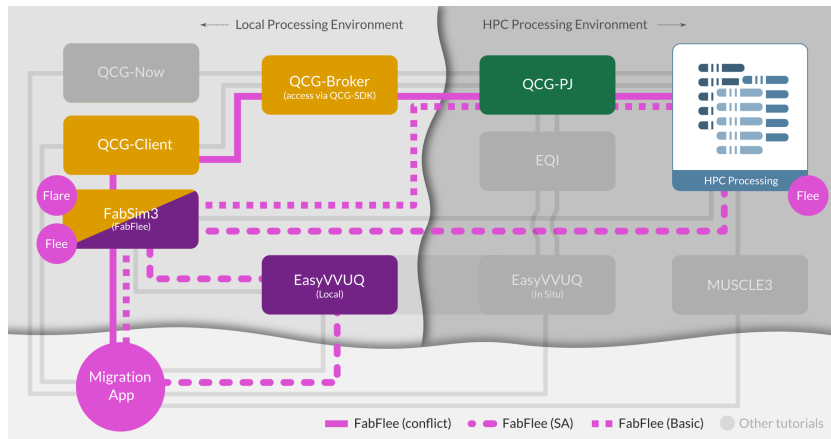 Local Processing Environment
HPC Processing Environment
QCG-Now
QCG-Broker
(access via QCG-SDK)
QCG-PJ
QCG-Client
EQI
HPC Processing
Flare
FabSim3
(FabFlee)
Flee
Flee
EasyVVUQ
(Local)
EasyVVUQ
(In Situ)
MUSCLE3
Migration
App
FabFlee (conflict)
FabFlee (SA)
FabFlee (Basic)
Other tutorials